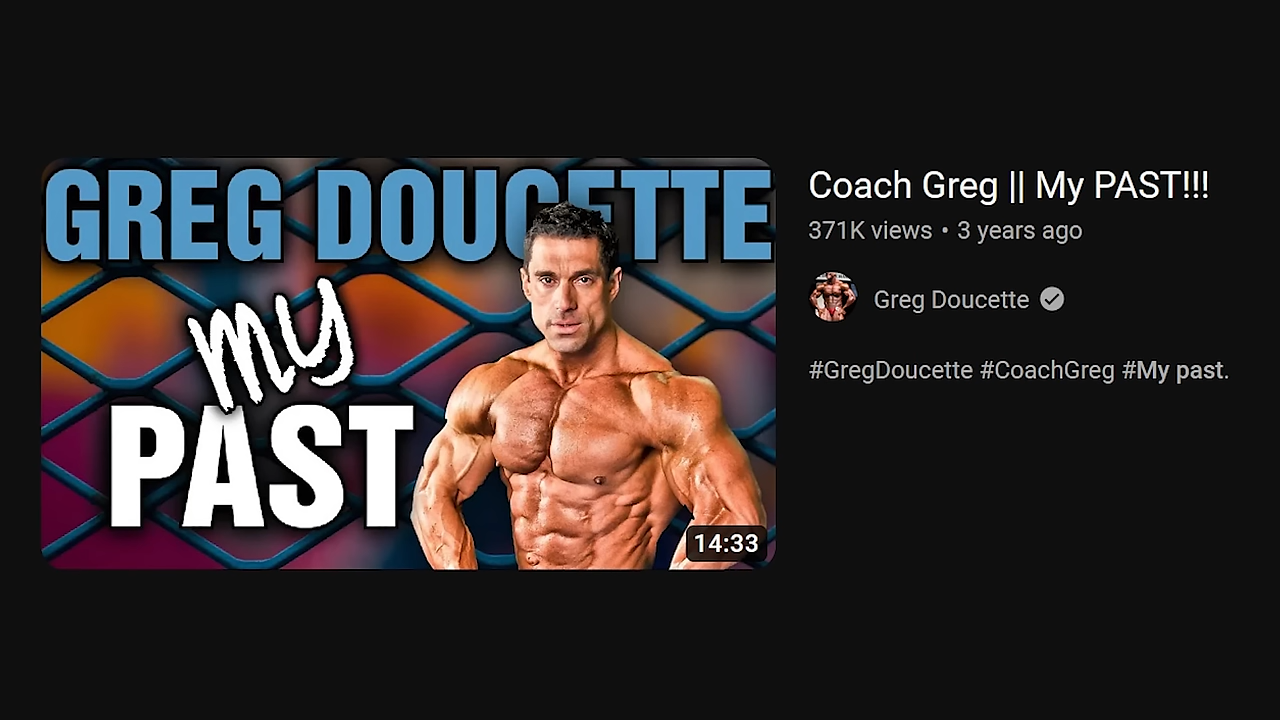 GREG DOUCETTE
my
PAST
14:33
Coach Greg || My PAST!!!
371K views • 3 years ago
Greg Doucette
#GregDoucette #CoachGreg #My past.